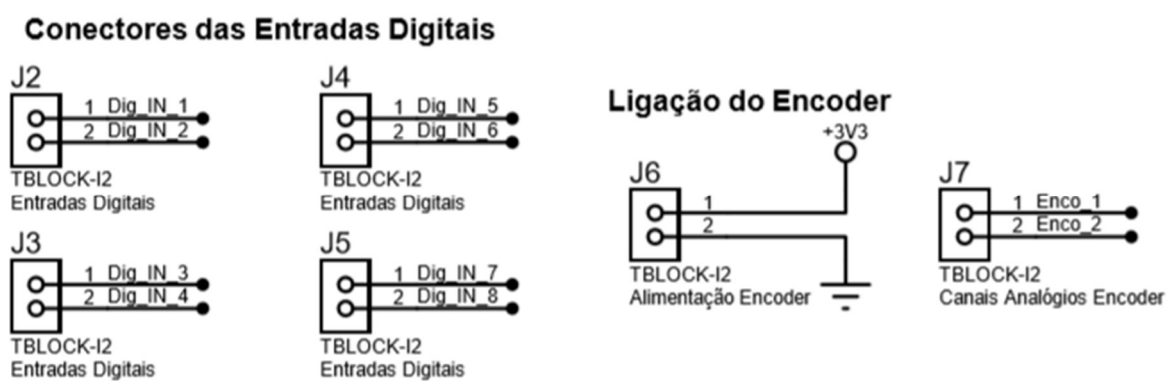 Conectores das Entradas Digitais
J2
1 Dig_IN_1
2 Dig_IN_2
TBLOCK-I2
Entradas Digitais
J4
1 Dig_IN_5
2 Dig_IN_6
TBLOCK-I2
Entradas Digitais
J3
1 Dig_IN_3
2 Dig_IN_4
TBLOCK-I2
Entradas Digitais
J5
1 Dig_IN_7
2 Dig_IN_8
TBLOCK-I2
Entradas Digitais
Ligação do Encoder
+3V3
J6
1
2
TBLOCK-I2
Alimentação Encoder
J7
1 Enco_1
2 Enco_2
TBLOCK-I2
Canais Analógios Encoder